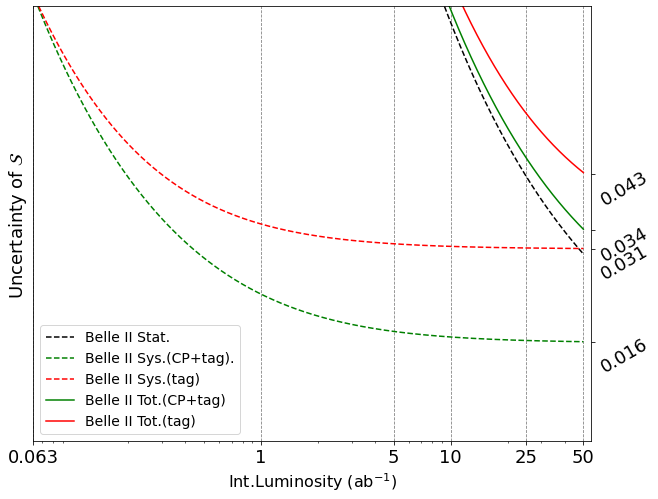 Uncertainty of 𝒮
0.043
0.034
0.031
0.016
Belle II Stat.
Belle II Sys.(CP+tag).
Belle II Sys.(tag)
Belle II Tot.(CP+tag)
Belle II Tot.(tag)
0.063 1 5 10 25 50
Int.Luminosity (ab⁻¹)